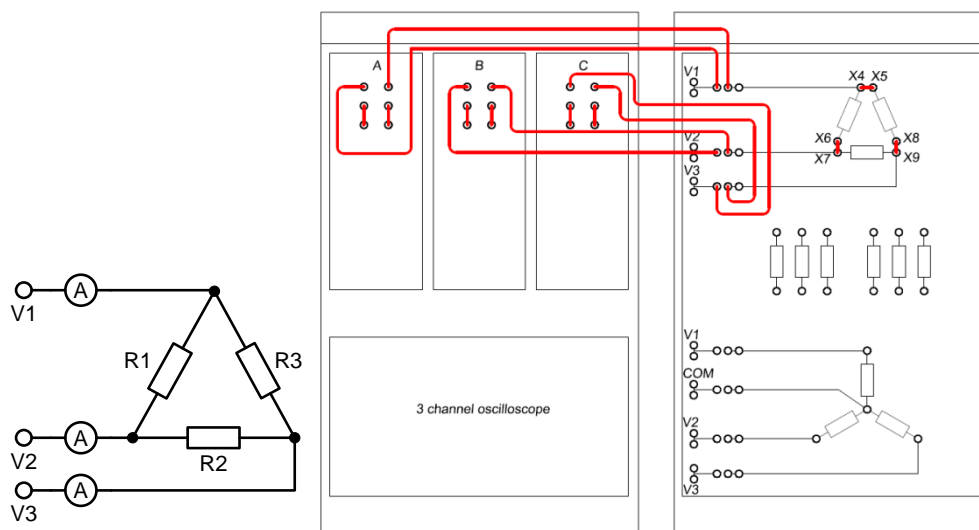 A
V1
R1
R3
A
V2
R2
A
V3
A
B
C
3 channel oscilloscope
V1
X4 X5
V2
X6
X8
X7
X9
V3
V1
COM
V2
V3